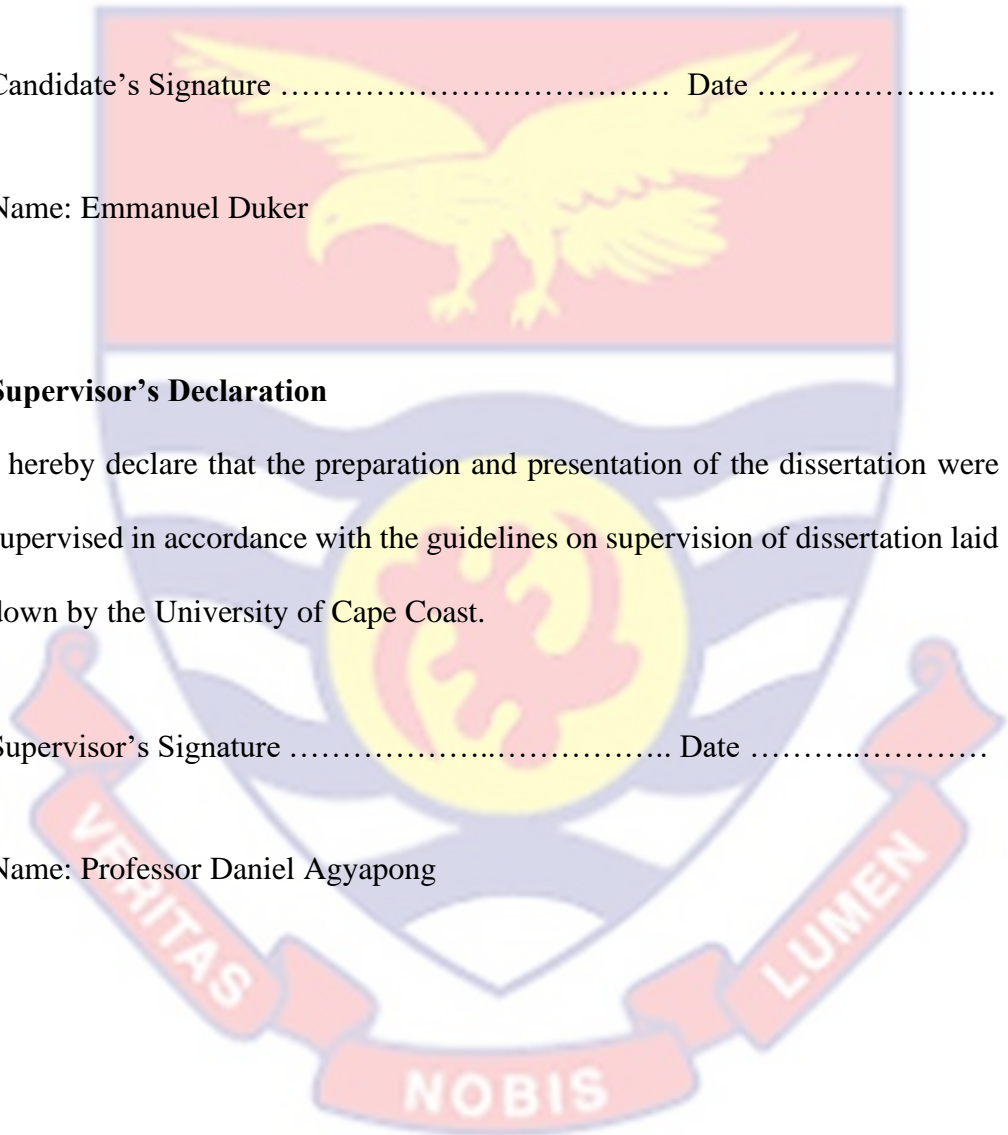 Candidate's Signature …………………..…………… Date …………………..
Name: Emmanuel Duker
Supervisor's Declaration
hereby declare that the preparation and presentation of the dissertation were
supervised in accordance with the guidelines on supervision of dissertation laid
down by the University of Cape Coast.
Supervisor's Signature ………………..…………….. Date ………..…………
Name: Professor Daniel Agyapong
VERITAS
NOBIS
LUMEN